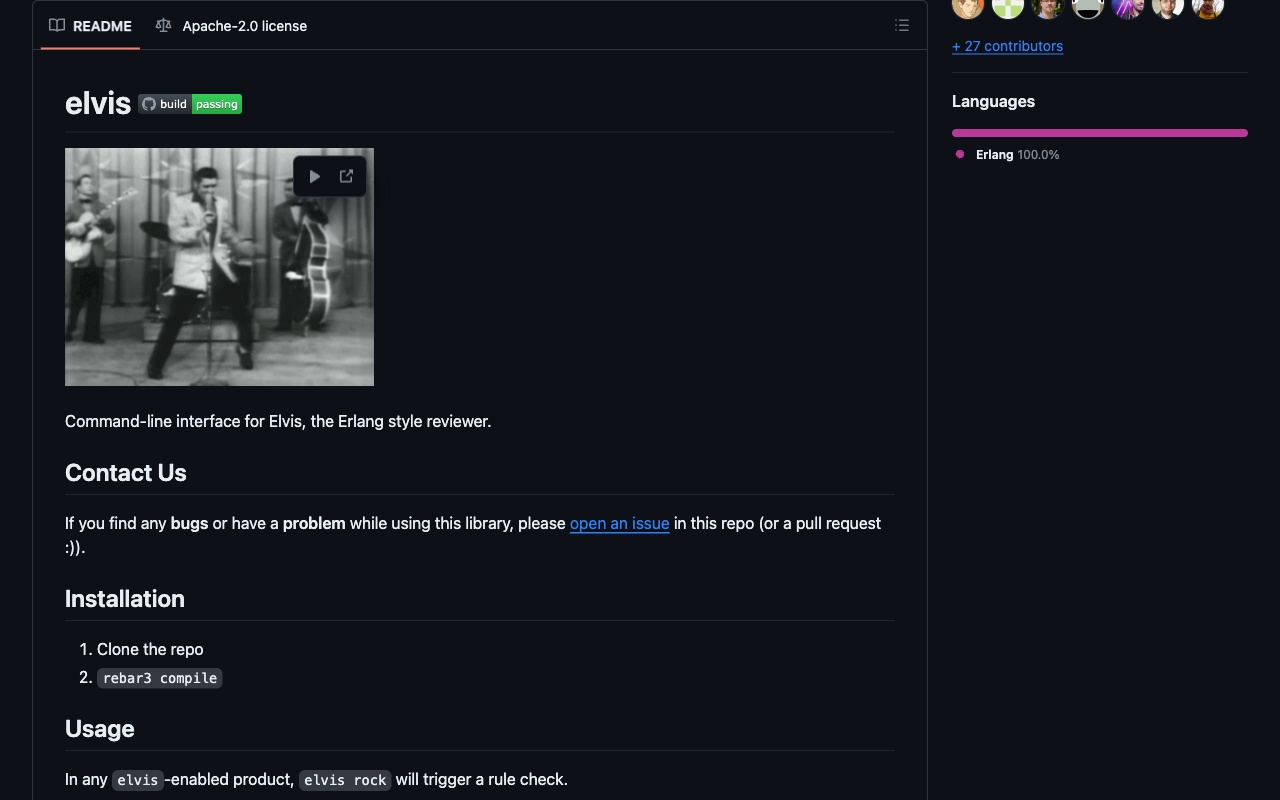 README
Apache-2.0 license
elvis
build passing
Command-line interface for Elvis, the Erlang style reviewer.
Contact Us
If you find any bugs or have a problem while using this library, please open an issue in this repo (or a pull request
:)).
Installation
1. Clone the repo
2. rebar3 compile
Usage
In any elvis-enabled product, elvis rock will trigger a rule check.
+ 27 contributors
Languages
Erlang 100.0%